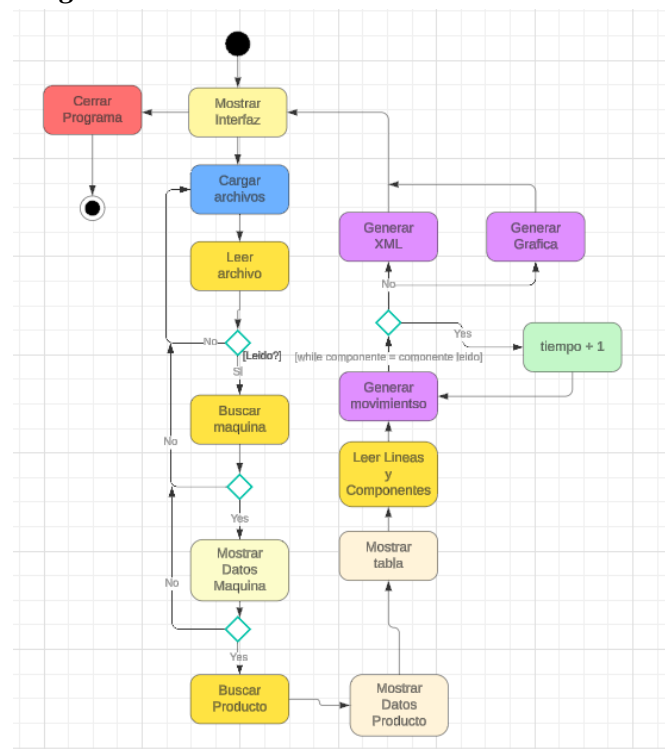 Cerrar
Programa
Mostrar
Interfaz
Cargar
archivos
Leer
archivo
No
[Leido?]
Si
Buscar
maquina
No
Yes
Mostrar
Datos
Maquina
No
Yes
Buscar
Producto
Mostrar
Datos
Producto
Mostrar
tabla
Leer Lineas
y
Componentes
Generar
movimientso
[while componente = comonente leido]
Yes
tiempo + 1
No
Generar
XML
Generar
Grafica